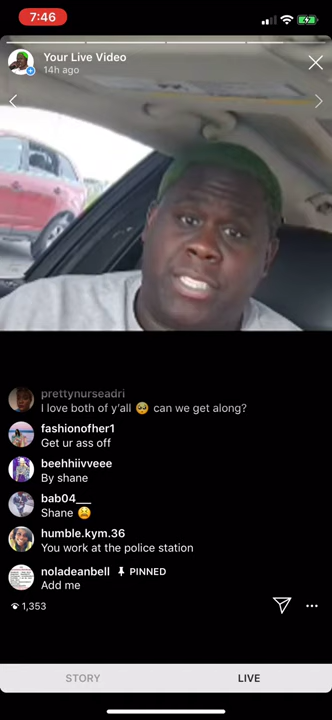 7:46
Your Live Video
14h ago
prettynurseadri
I love both of y'all 🥺 can we get along?
fashionofher1
Get ur ass off
beehhiivveee
By shane
bab04__
Shane 😫
humble.kym.36
You work at the police station
noladeanbell PINNED
Add me
1,353
STORY LIVE